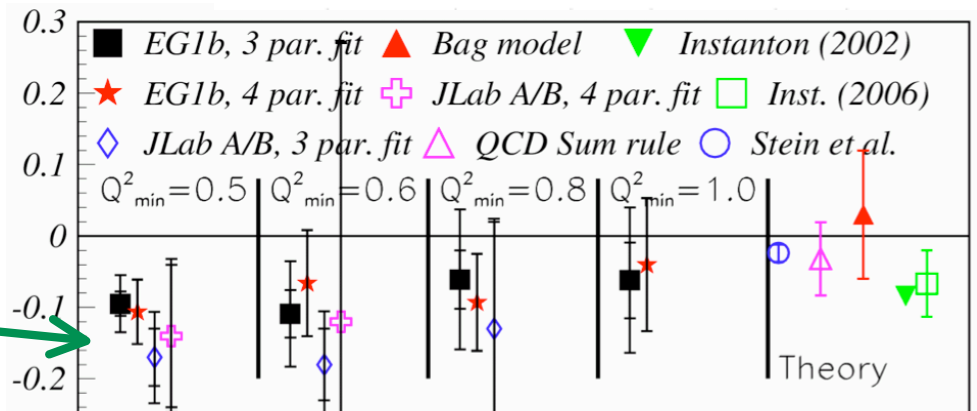 0.3
EG1b, 3 par. fit Bag model Instanton (2002)
0.2
EG1b, 4 par. fit JLab A/B, 4 par. fit Inst. (2006)
JLab A/B, 3 par. fit QCD Sum rule Stein et al.
0.1
Q²min=0.5 Q²min=0.6 Q²min=0.8 Q²min=1.0
0
-0.1
Theory
-0.2